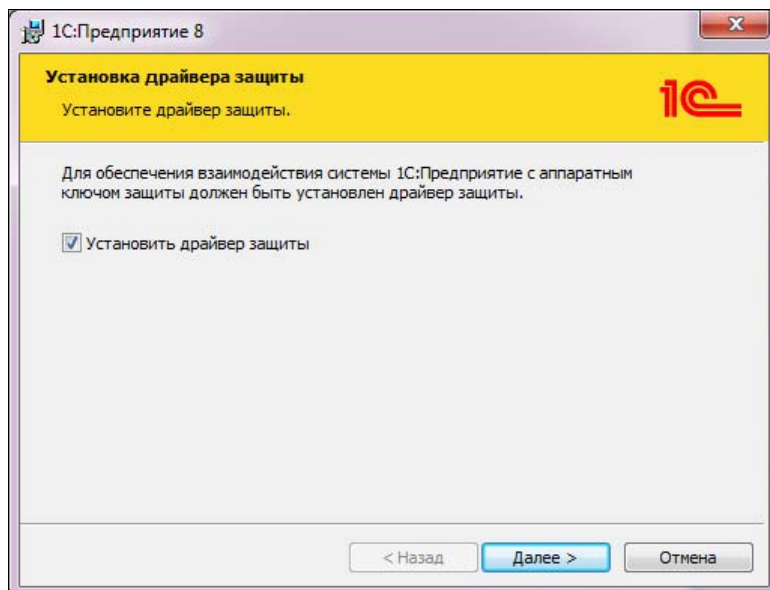 1С:Предприятие 8
Установка драйвера защиты
Установите драйвер защиты.
1С
Для обеспечения взаимодействия системы 1С:Предприятие с аппаратным
ключом защиты должен быть установлен драйвер защиты.
Установить драйвер защиты
< Назад
Далее >
Отмена